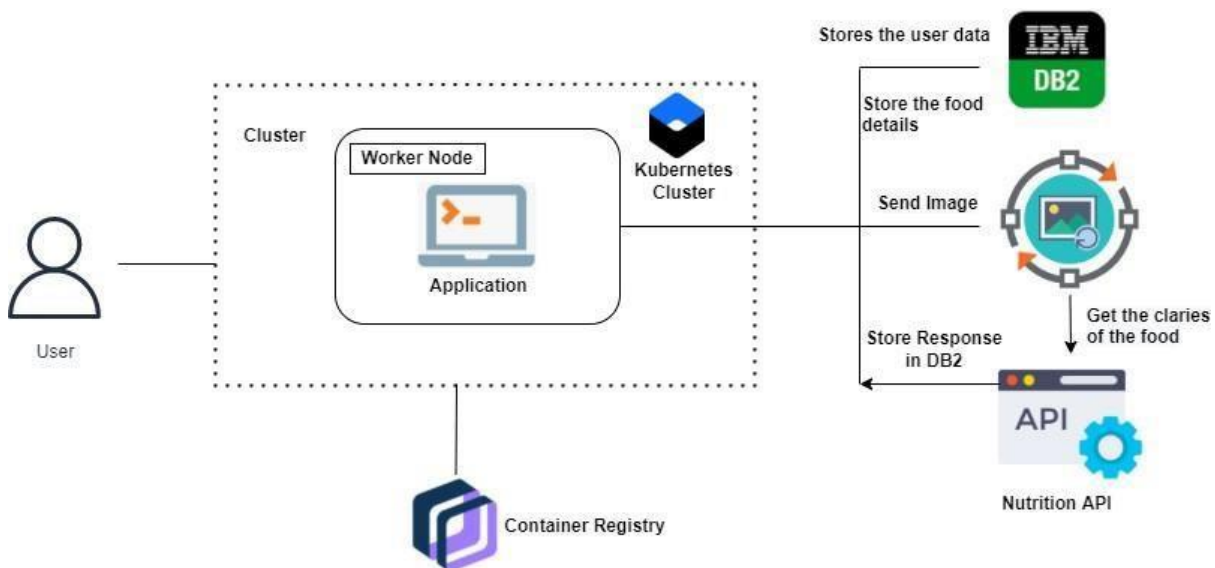 Stores the user data
IBM
DB2
Store the food
details
Cluster
Worker Node
Kubernetes
Cluster
Send Image
Application
User
Get the claries
of the food
Store Response
in DB2
API
Nutrition API
Container Registry